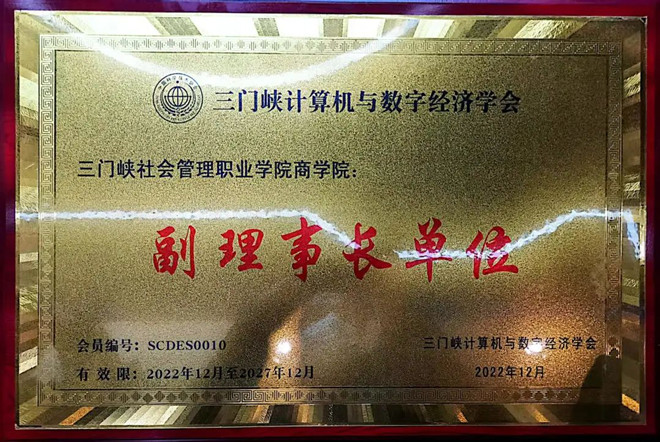 三门峡计算机与数字经济学会
三门峡社会管理职业学院商学院：
副理事长单位
会员编号：SCDES0010
有效限：2022年12月至2027年12月
三门峡计算机与数字经济学会
2022年12月